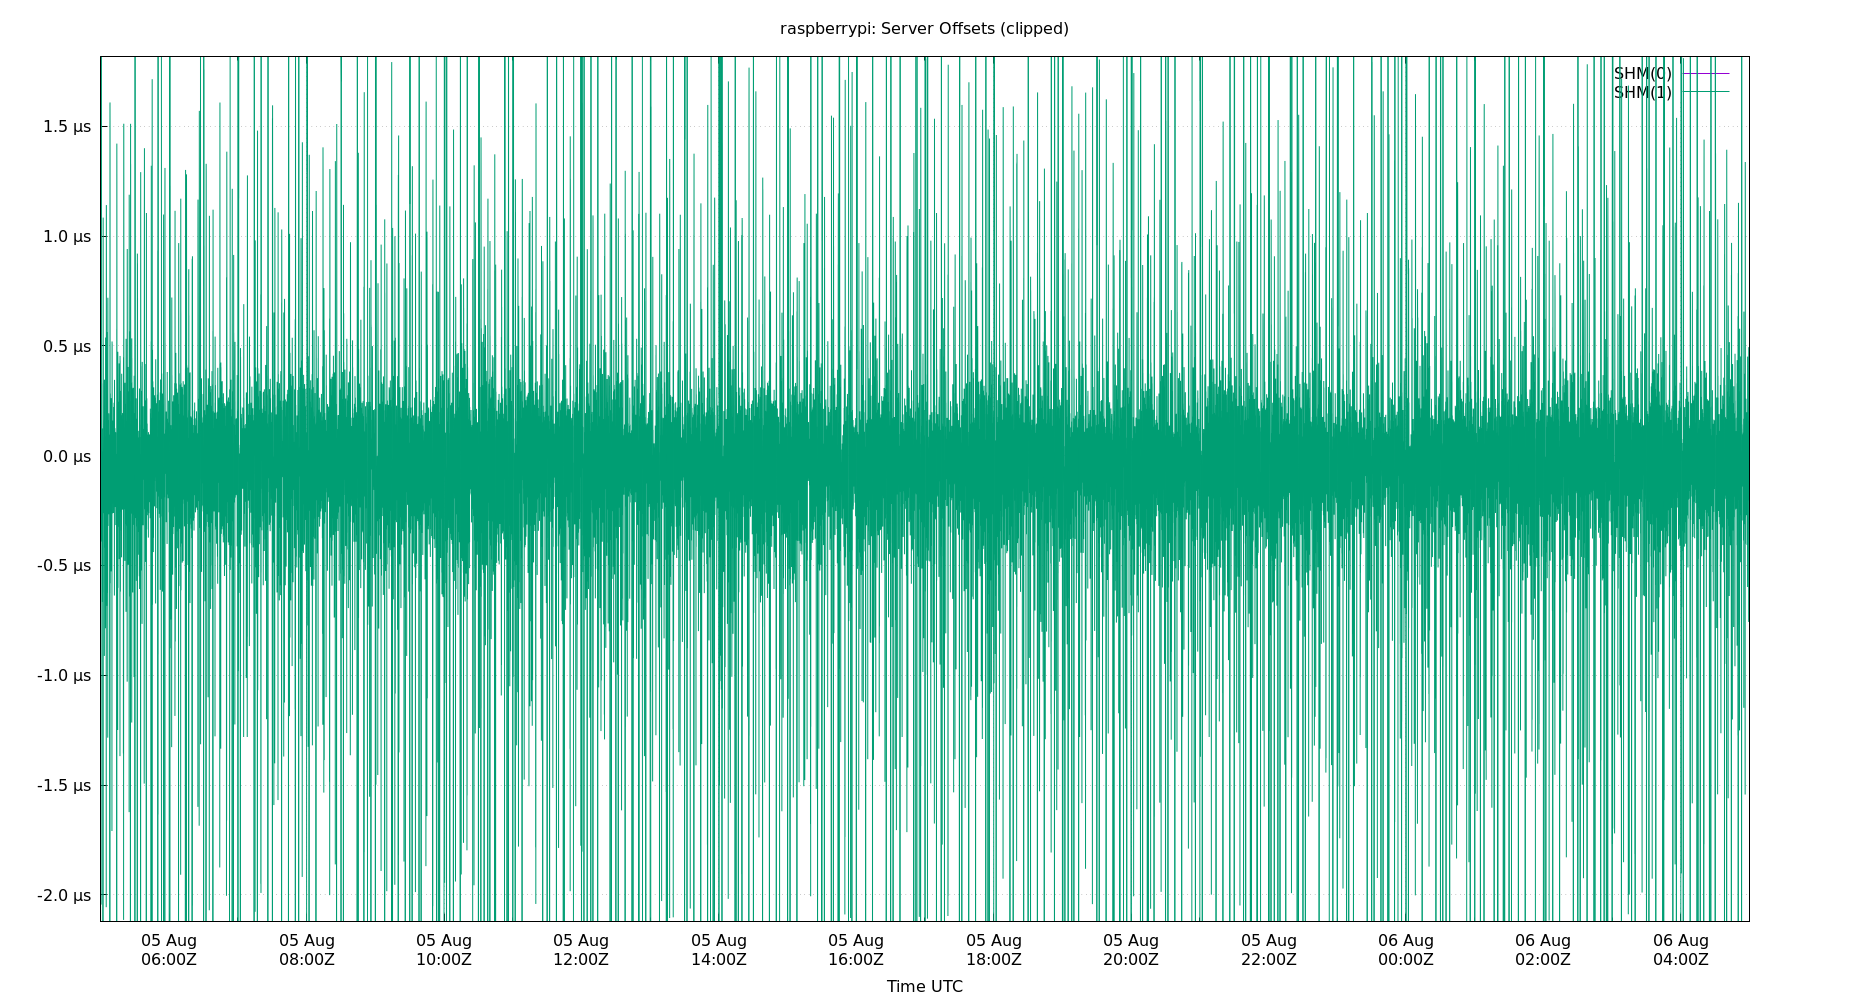 raspberrypi: Server Offsets (clipped)
SHM(0)
SHM(1)
1.5 µs
1.0 µs
0.5 µs
0.0 µs
-0.5 µs
-1.0 µs
-1.5 µs
-2.0 µs
05 Aug 05 Aug 05 Aug 05 Aug 05 Aug 05 Aug 05 Aug 05 Aug 05 Aug 06 Aug 06 Aug 06 Aug
06:00Z 08:00Z 10:00Z 12:00Z 14:00Z 16:00Z 18:00Z 20:00Z 22:00Z 00:00Z 02:00Z 04:00Z
Time UTC